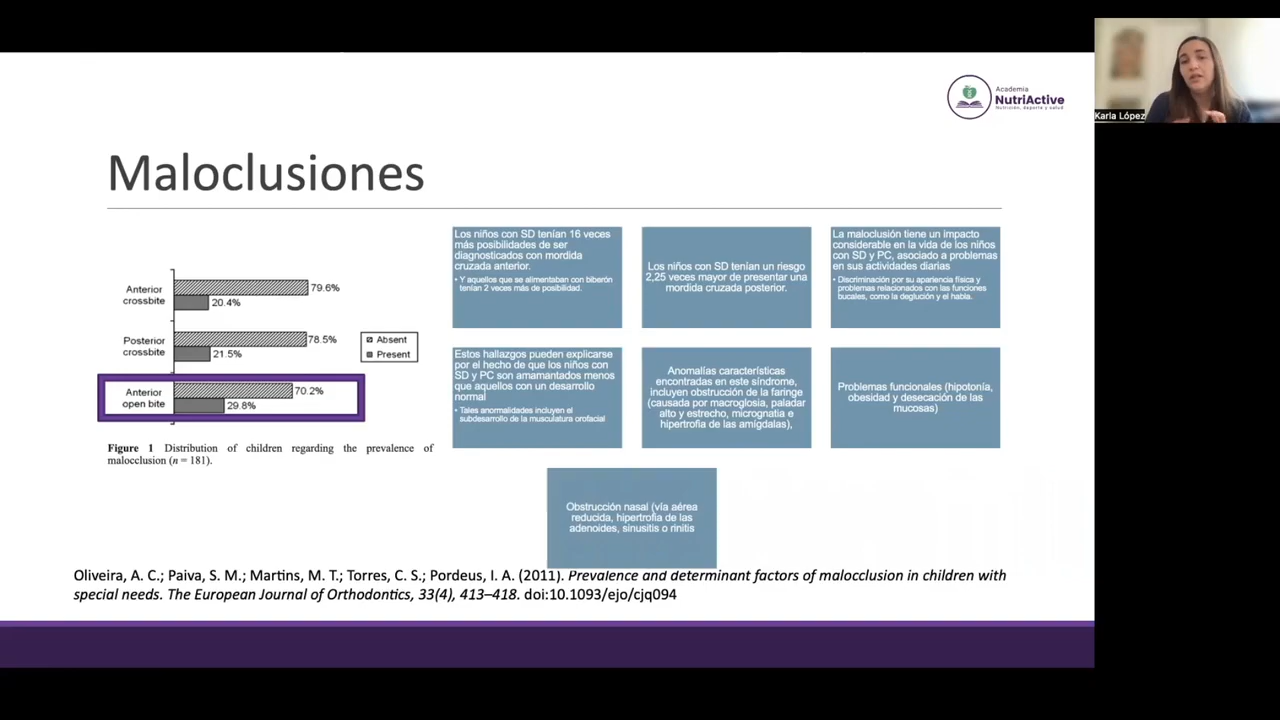 Academia
NutriActive
Nutrición, deporte y salud
Karla López
Maloclusiones
Anterior
crossbite
79.6%
20.4%
Posterior
crossbite
78.5%
21.5%
Anterior
open bite
70.2%
29.8%
Absent
Present
Figure 1 Distribution of children regarding the prevalence of
malocclusion (n = 181).
Los niños con SD tenían 16 veces
más posibilidades de ser
diagnosticados con mordida
cruzada anterior.
• Y aquellos que se alimentaban con biberón
tenían 2 veces más de posibilidad.
Los niños con SD tenían un riesgo
2,25 veces mayor de presentar una
mordida cruzada posterior.
La maloclusión tiene un impacto
considerable en la vida de los niños
con SD y PC, asociado a problemas
en sus actividades diarias
• Discriminación por su apariencia física y
problemas relacionados con las funciones
bucales, como la deglución y el habla.
Estos hallazgos pueden explicarse
por el hecho de que los niños con
SD y PC son amamantados menos
que aquellos con un desarrollo
normal
• Tales anormalidades incluyen el
subdesarrollo de la musculatura orofacial
Anomalías características
encontradas en este síndrome,
incluyen obstrucción de la faringe
(causada por macroglosia, paladar
alto y estrecho, micrognatia e
hipertrofia de las amígdalas),
Problemas funcionales (hipotonía,
obesidad y desecación de las
mucosas)
Obstrucción nasal (vía aérea
reducida, hipertrofia de las
adenoides, sinusitis o rinitis
Oliveira, A. C.; Paiva, S. M.; Martins, M. T.; Torres, C. S.; Pordeus, I. A. (2011). Prevalence and determinant factors of malocclusion in children with
special needs. The European Journal of Orthodontics, 33(4), 413–418. doi:10.1093/ejo/cjq094